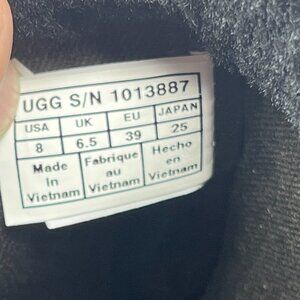 UGG S/N 1013887
USA UK EU JAPAN
8 6.5 39 25
Made Fabriqué Hecho
in au en
Vietnam Vietnam Vietnam